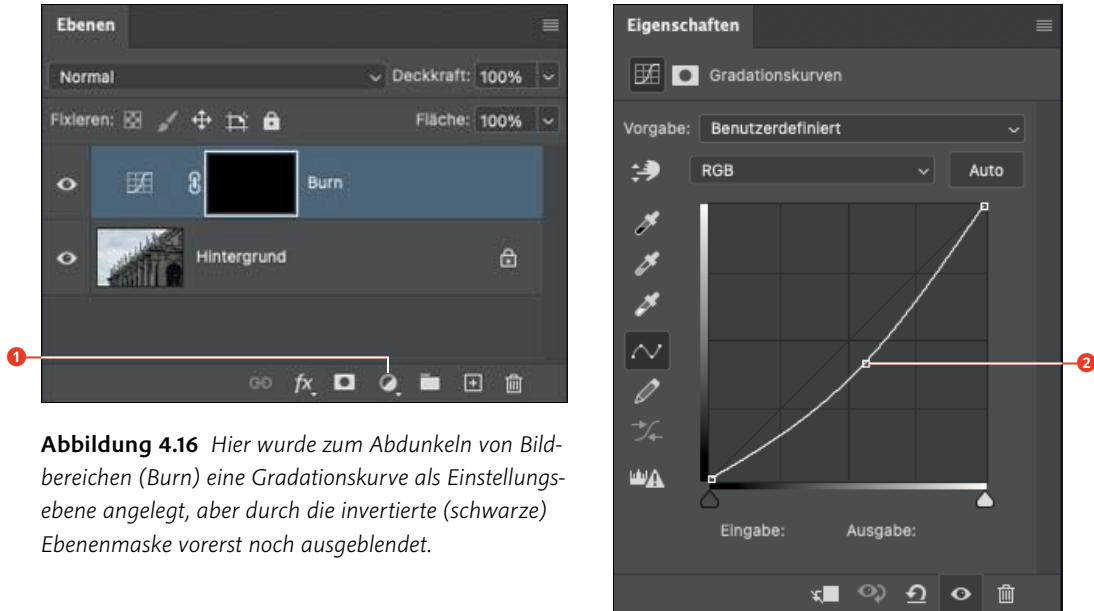 Ebenen
Normal
Deckkraft: 100%
Fixieren:
Fläche: 100%
Burn
Hintergrund
1
fx
Abbildung 4.16 Hier wurde zum Abdunkeln von Bild-
bereichen (Burn) eine Gradationskurve als Einstellungs-
ebene angelegt, aber durch die invertierte (schwarze)
Ebenenmaske vorerst noch ausgeblendet.
Eigenschaften
Gradationskurven
Vorgabe: Benutzerdefiniert
RGB
Auto
2
Eingabe: Ausgabe: